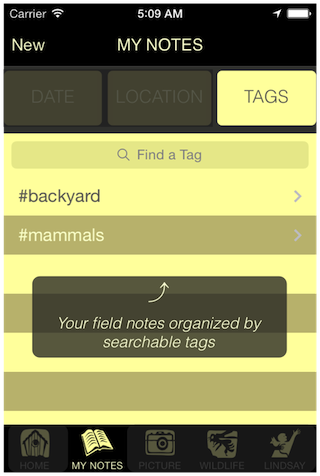 Carrier 5:09 AM
New MY NOTES
DATE LOCATION TAGS
Find a Tag
#backyard
#mammals
Your field notes organized by
searchable tags
HOME MY NOTES PICTURE WILDLIFE LINDSAY